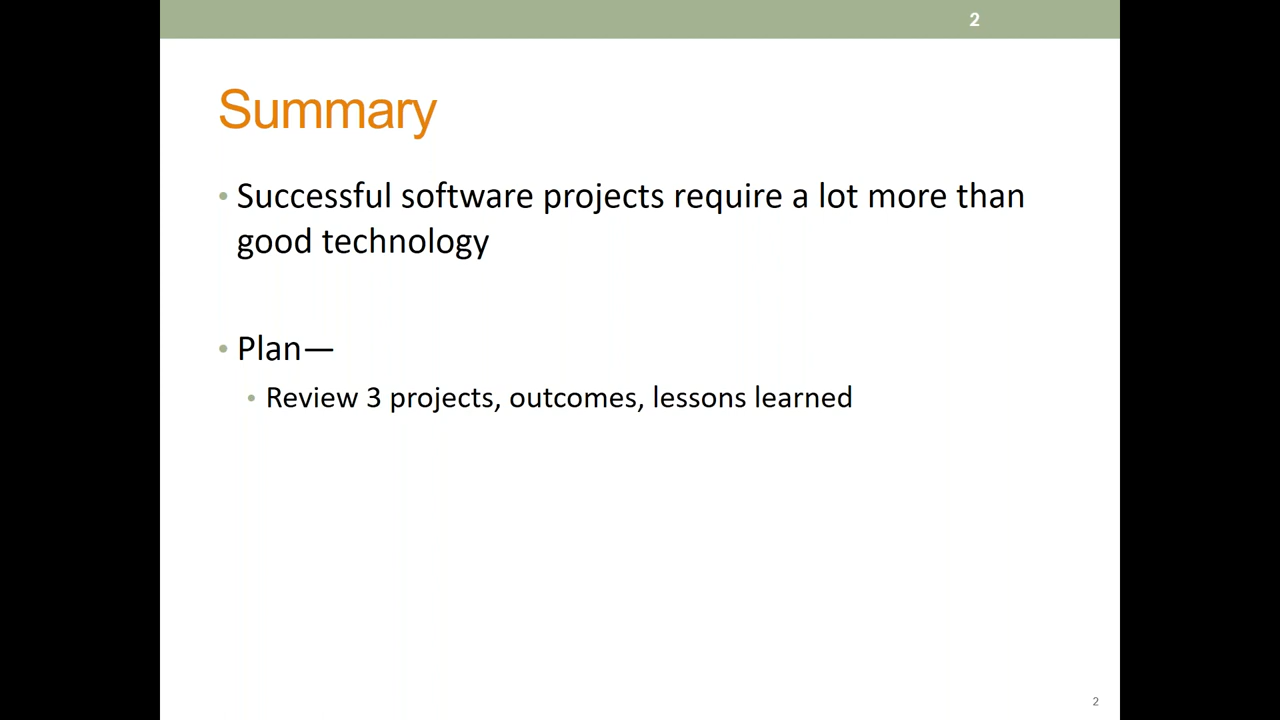 2
Summary
• Successful software projects require a lot more than
good technology
• Plan—
• Review 3 projects, outcomes, lessons learned
2